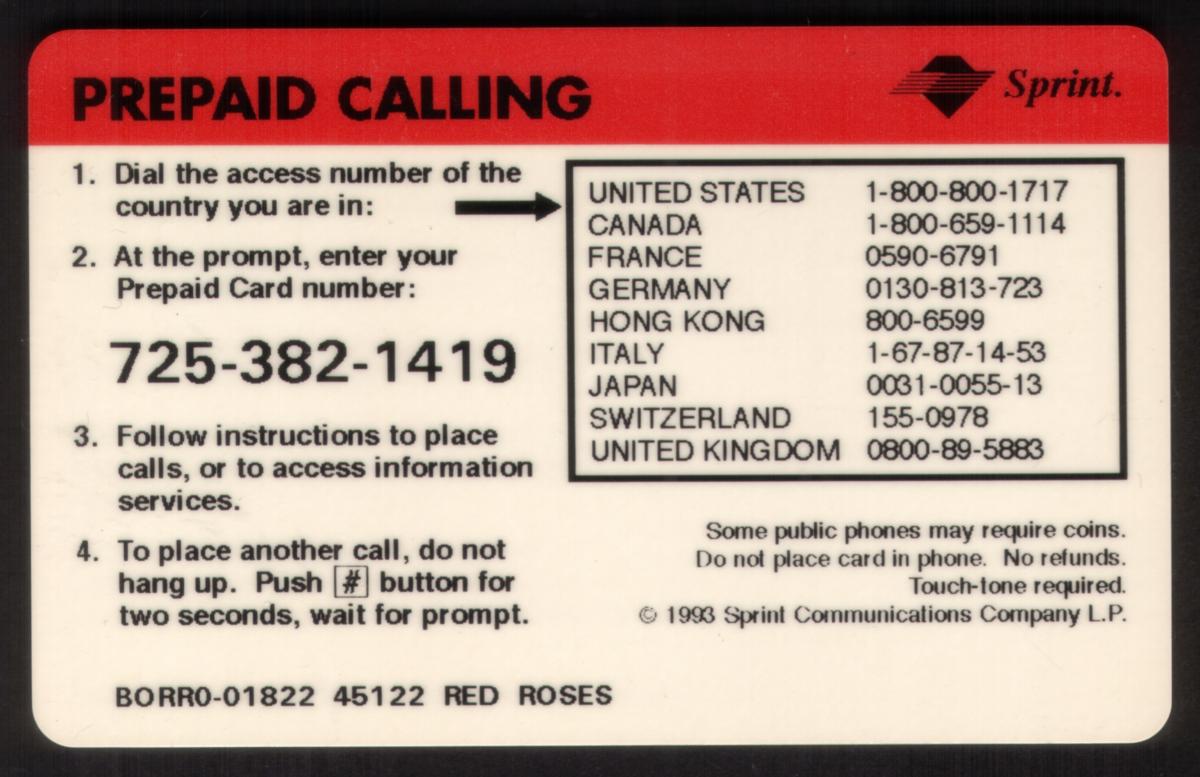 PREPAID CALLING
Sprint.
1. Dial the access number of the
country you are in:
2. At the prompt, enter your
Prepaid Card number:
725-382-1419
3. Follow instructions to place
calls, or to access information
services.
4. To place another call, do not
hang up. Push # button for
two seconds, wait for prompt.
UNITED STATES 1-800-800-1717
CANADA 1-800-659-1114
FRANCE 0590-6791
GERMANY 0130-813-723
HONG KONG 800-6599
ITALY 1-67-87-14-53
JAPAN 0031-0055-13
SWITZERLAND 155-0978
UNITED KINGDOM 0800-89-5883
Some public phones may require coins.
Do not place card in phone. No refunds.
Touch-tone required.
© 1993 Sprint Communications Company L.P.
BORR0-01822 45122 RED ROSES